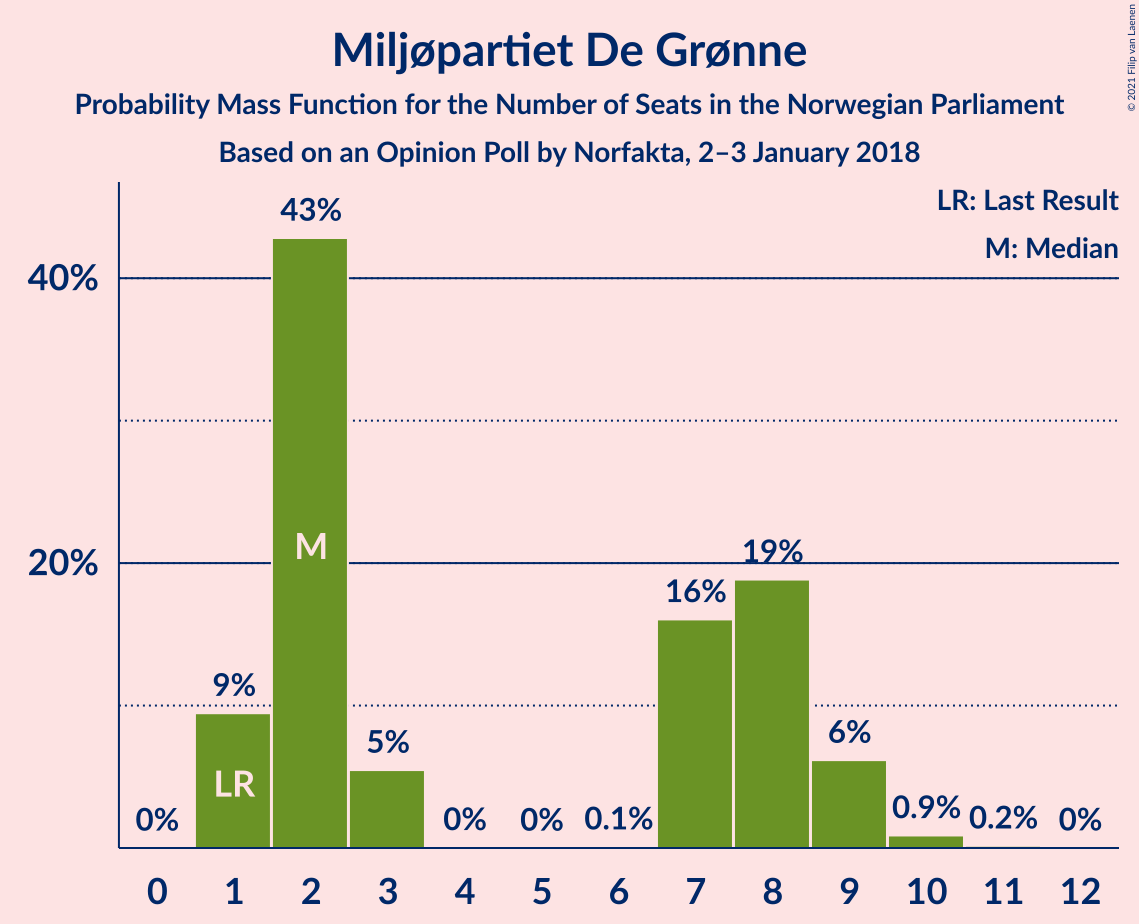 Miljøpartiet De Grønne
Probability Mass Function for the Number of Seats in the Norwegian Parliament
Based on an Opinion Poll by Norfakta, 2–3 January 2018
© 2021 Filip van Laenen
LR: Last Result
M: Median
43%
40%
M
20%
19%
16%
9%
5%
6%
LR
0%
0%
0%
0.1%
0.9%
0.2%
0%
0 1 2 3 4 5 6 7 8 9 10 11 12